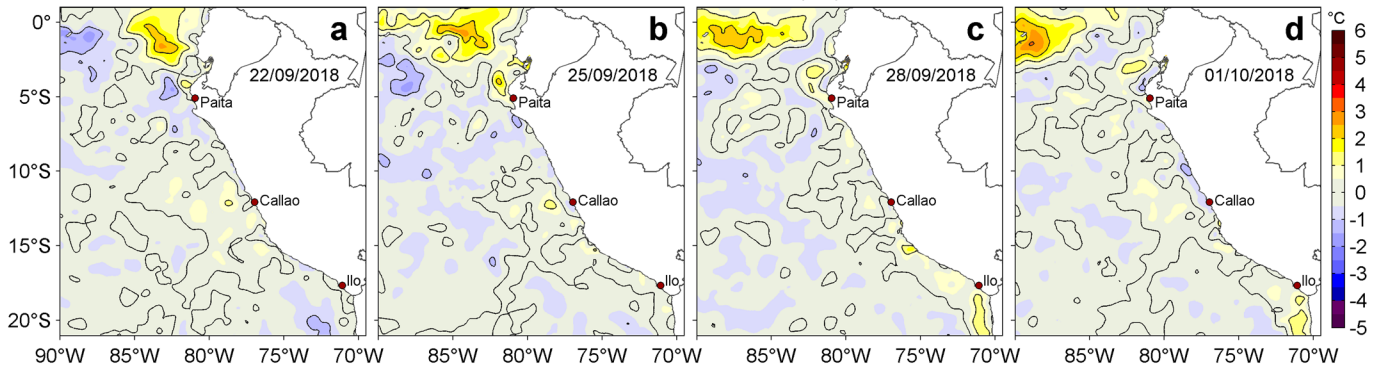 a b c d
°C
22/09/2018 25/09/2018 28/09/2018 01/10/2018
Paita Paita Paita Paita
Callao Callao Callao Callao
Ilo Ilo Ilo Ilo
0°
5°S
10°S
15°S
20°S
90°W 85°W 80°W 75°W 70°W 85°W 80°W 75°W 70°W 85°W 80°W 75°W 70°W 85°W 80°W 75°W 70°W
6
5
4
3
2
1
0
-1
-2
-3
-4
-5